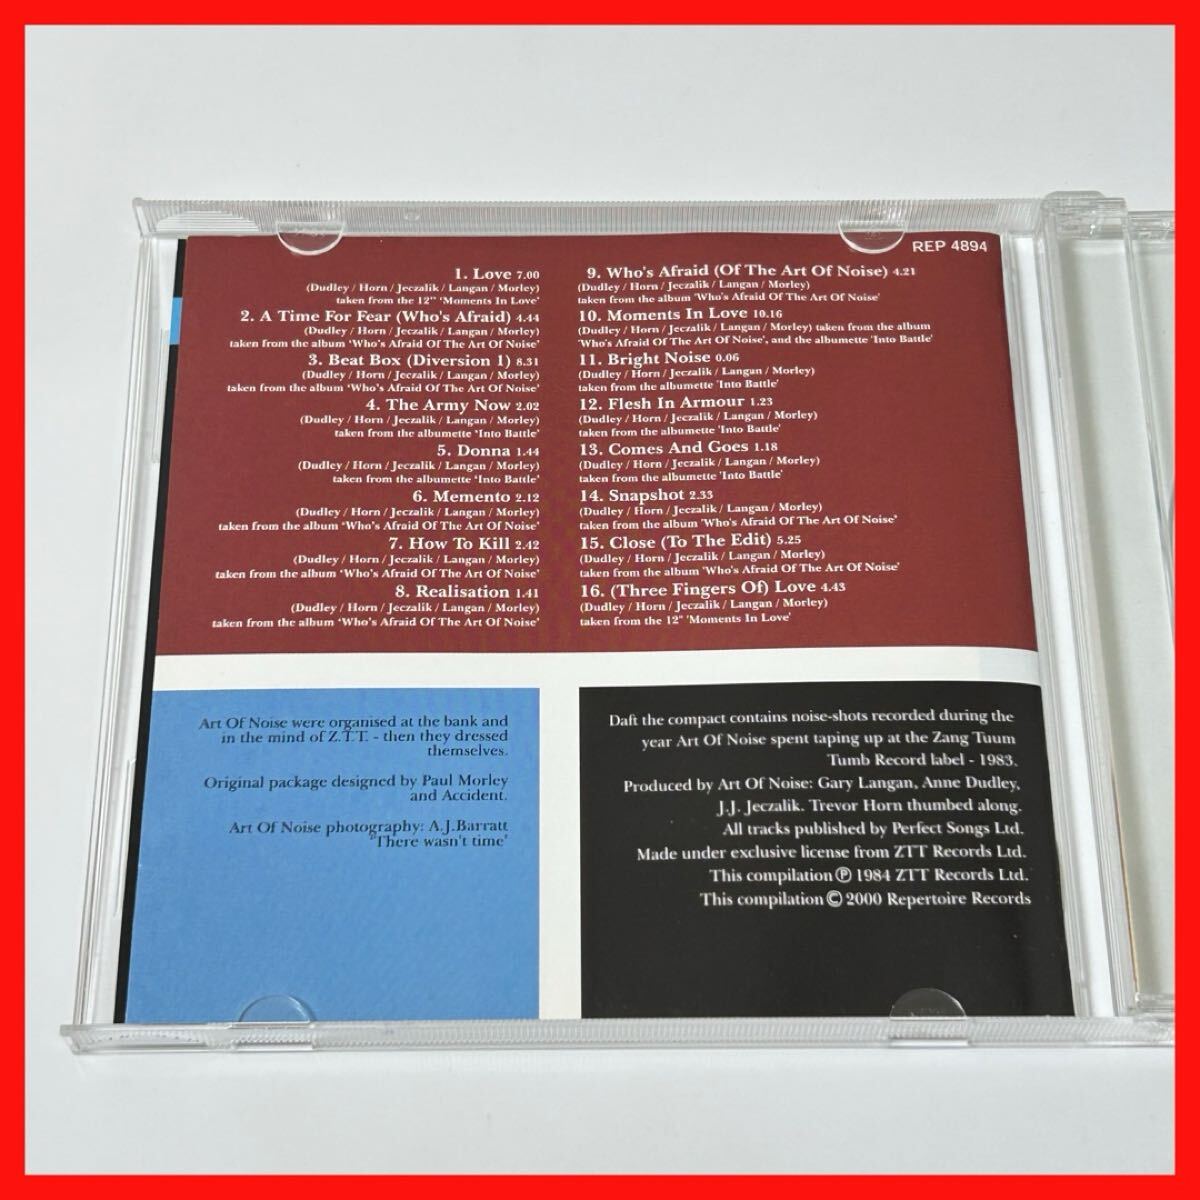 REP 4894
1. Love 7.00
(Dudley / Horn / Jeczalik / Langan / Morley)
taken from the 12" 'Moments In Love'
2. A Time For Fear (Who's Afraid) 4.44
(Dudley / Horn / Jeczalik / Langan / Morley)
taken from the album 'Who's Afraid Of The Art Of Noise'
3. Beat Box (Diversion 1) 8.31
(Dudley / Horn / Jeczalik / Langan / Morley)
taken from the album 'Who's Afraid Of The Art Of Noise'
4. The Army Now 2.02
(Dudley / Horn / Jeczalik / Langan / Morley)
taken from the albumette 'Into Battle'
5. Donna 1.44
(Dudley / Horn / Jeczalik / Langan / Morley)
taken from the albumette 'Into Battle'
6. Memento 2.12
(Dudley / Horn / Jeczalik / Langan / Morley)
taken from the album 'Who's Afraid Of The Art Of Noise'
7. How To Kill 2.42
(Dudley / Horn / Jeczalik / Langan / Morley)
taken from the album 'Who's Afraid Of The Art Of Noise'
8. Realisation 1.41
(Dudley / Horn / Jeczalik / Langan / Morley)
taken from the album 'Who's Afraid Of The Art Of Noise'
9. Who's Afraid (Of The Art Of Noise) 4.21
(Dudley / Horn / Jeczalik / Langan / Morley)
taken from the album 'Who's Afraid Of The Art Of Noise'
10. Moments In Love 10.16
(Dudley / Horn / Jeczalik / Langan / Morley) taken from the album
'Who's Afraid Of The Art Of Noise', and the albumette 'Into Battle'
11. Bright Noise 0.06
(Dudley / Horn / Jeczalik / Langan / Morley)
taken from the albumette 'Into Battle'
12. Flesh In Armour 1.23
(Dudley / Horn / Jeczalik / Langan / Morley)
taken from the albumette 'Into Battle'
13. Comes And Goes 1.18
(Dudley / Horn / Jeczalik / Langan / Morley)
taken from the albumette 'Into Battle'
14. Snapshot 2.33
(Dudley / Horn / Jeczalik / Langan / Morley)
taken from the album 'Who's Afraid Of The Art Of Noise'
15. Close (To The Edit) 5.25
(Dudley / Horn / Jeczalik / Langan / Morley)
taken from the album 'Who's Afraid Of The Art Of Noise'
16. (Three Fingers Of) Love 4.43
(Dudley / Horn / Jeczalik / Langan / Morley)
taken from the 12" 'Moments In Love'
Art Of Noise were organised at the bank and
in the mind of Z.T.T. - then they dressed
themselves.
Original package designed by Paul Morley
and Accident.
Art Of Noise photography: A.J.Barratt
"There wasn't time'
Daft the compact contains noise-shots recorded during the
year Art Of Noise spent taping up at the Zang Tuum
Tumb Record label - 1983.
Produced by Art Of Noise: Gary Langan, Anne Dudley,
J.J. Jeczalik. Trevor Horn thumbed along.
All tracks published by Perfect Songs Ltd.
Made under exclusive license from ZTT Records Ltd.
This compilation ℗ 1984 ZTT Records Ltd.
This compilation © 2000 Repertoire Records